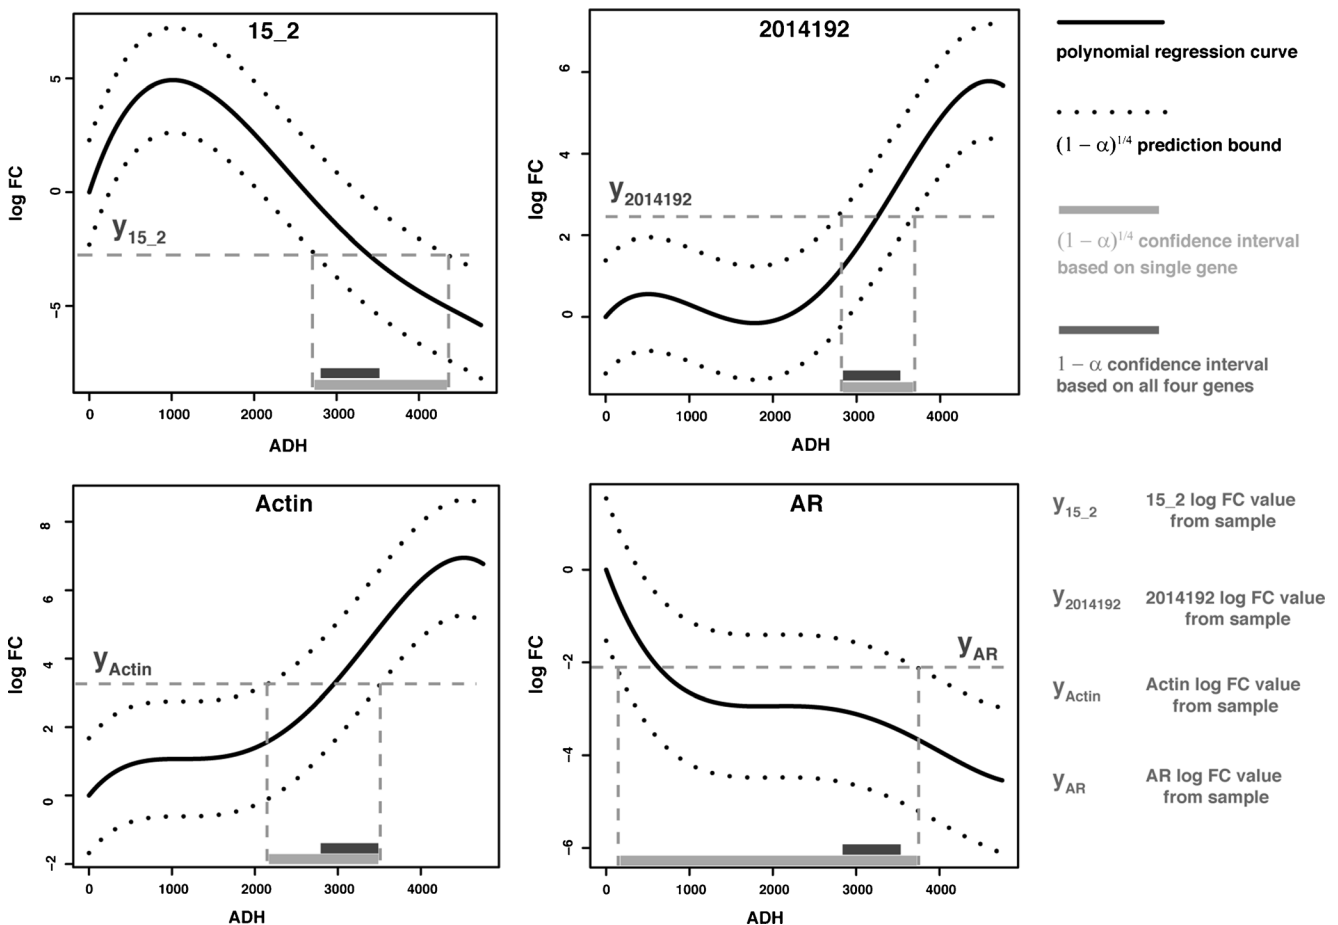 15_2
log FC
5
0
−5
y15_2
0
1000
2000
3000
4000
ADH
2014192
log FC
6
4
2
0
y2014192
0
1000
2000
3000
4000
ADH
polynomial regression curve
(1 − α)1/4 prediction bound
(1 − α)1/4 confidence interval
based on single gene
1 − α confidence interval
based on all four genes
Actin
log FC
8
6
4
2
0
−2
yActin
0
1000
2000
3000
4000
ADH
AR
log FC
0
−2
−4
−6
yAR
0
1000
2000
3000
4000
ADH
y15_2 15_2 log FC value
from sample
y2014192 2014192 log FC value
from sample
yActin Actin log FC value
from sample
yAR AR log FC value
from sample